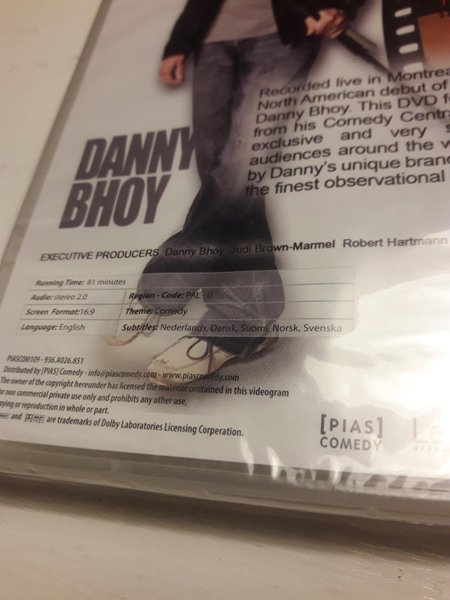 Recorded live in Montrea
North American debut of
Danny Bhoy. This DVD f
from his Comedy Centr
exclusive and very s
audiences around the w
by Danny's unique bran
the finest observational
DANNY
BHOY
EXECUTIVE PRODUCERS Danny Bhoy Judi Brown-Marmel Robert Hartmann
Running Time: 81 minutes
Audio: stereo 2.0 Region - Code: PAL - 0
Screen Format:16:9 Theme: Comedy
Language: English Subtitles: Nederlands, Dansk, Suomi, Norsk, Svenska
PIASCOM109 - 936.A026.851
Distributed by [PIAS] Comedy - info@piascomedy.com - www.piascomedy.com
The owner of the copyright hereunder has licensed the material contained in this videogram
or non commercial private use only and prohibits any other use,
opying or reproduction in whole or part.
and are trademarks of Dolby Laboratories Licensing Corperation.
[PIAS]
COMEDY
Le